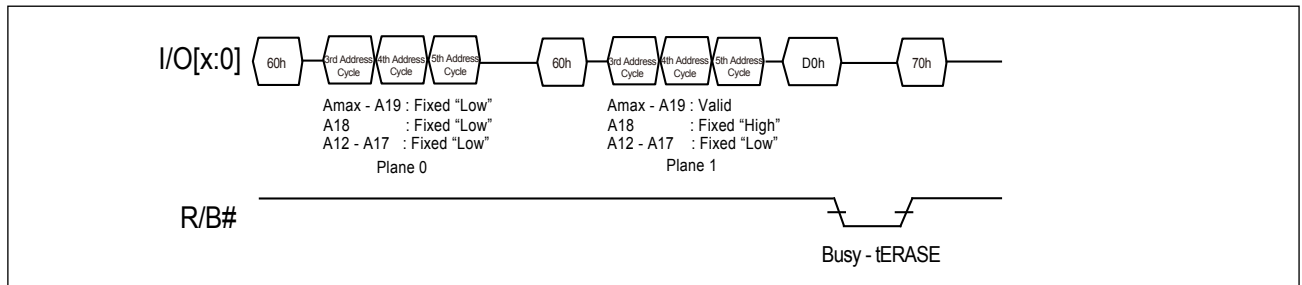 I/O[x:0] 60h 3rd Address Cycle 4th Address Cycle 5th Address Cycle 60h 3rd Address Cycle 4th Address Cycle 5th Address Cycle D0h 70h
Amax - A19 : Fixed “Low”
A18 : Fixed “Low”
A12 - A17 : Fixed “Low”
Plane 0
Amax - A19 : Valid
A18 : Fixed “High”
A12 - A17 : Fixed “Low”
Plane 1
R/B#
Busy - tERASE